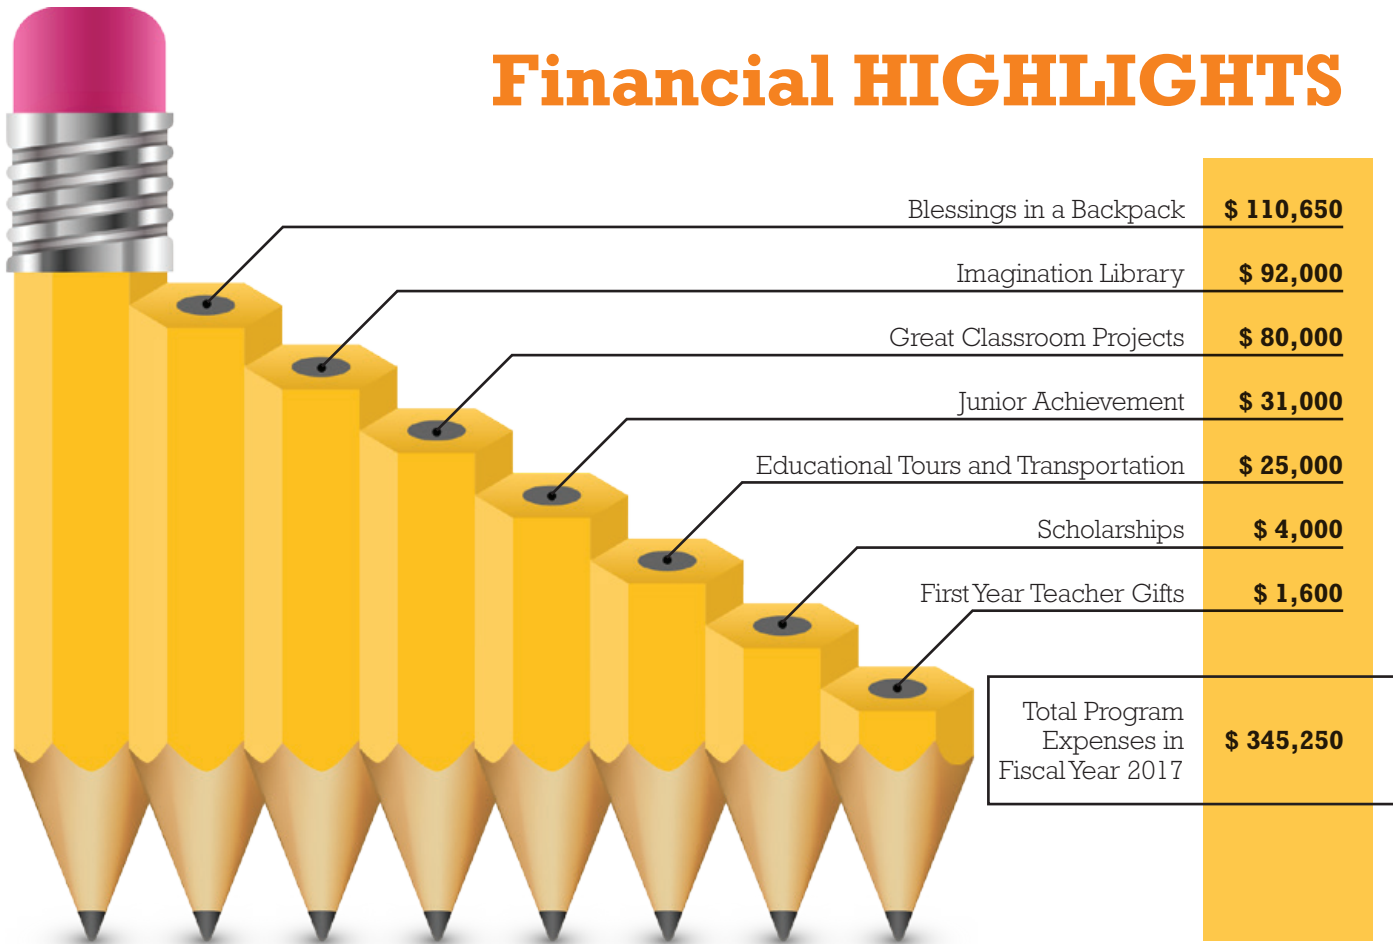 Financial HIGHLIGHTS
Blessings in a Backpack $ 110,650
Imagination Library $ 92,000
Great Classroom Projects $ 80,000
Junior Achievement $ 31,000
Educational Tours and Transportation $ 25,000
Scholarships $ 4,000
First Year Teacher Gifts $ 1,600
Total Program
Expenses in $ 345,250
Fiscal Year 2017